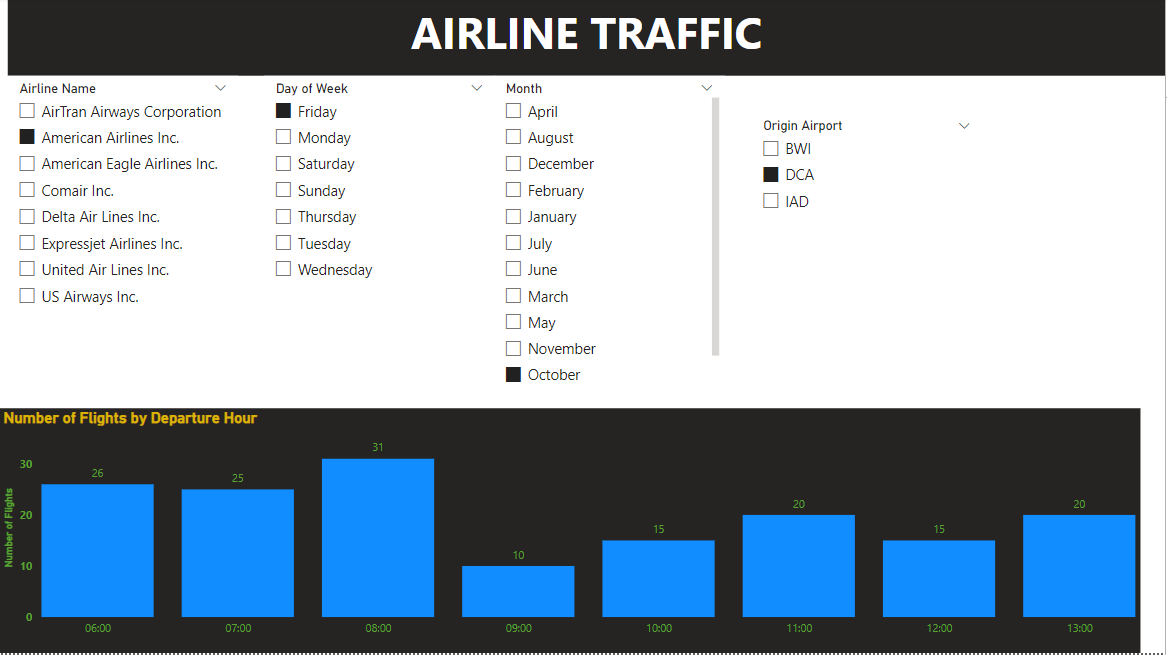 AIRLINE TRAFFIC
Airline Name
AirTran Airways Corporation
American Airlines Inc.
American Eagle Airlines Inc.
Comair Inc.
Delta Air Lines Inc.
Expressjet Airlines Inc.
United Air Lines Inc.
US Airways Inc.
Day of Week
Friday
Monday
Saturday
Sunday
Thursday
Tuesday
Wednesday
Month
April
August
December
February
January
July
June
March
May
November
October
Origin Airport
BWI
DCA
IAD
Number of Flights by Departure Hour
Number of Flights
30
20
10
0
26
25
31
10
15
20
15
20
06:00
07:00
08:00
09:00
10:00
11:00
12:00
13:00